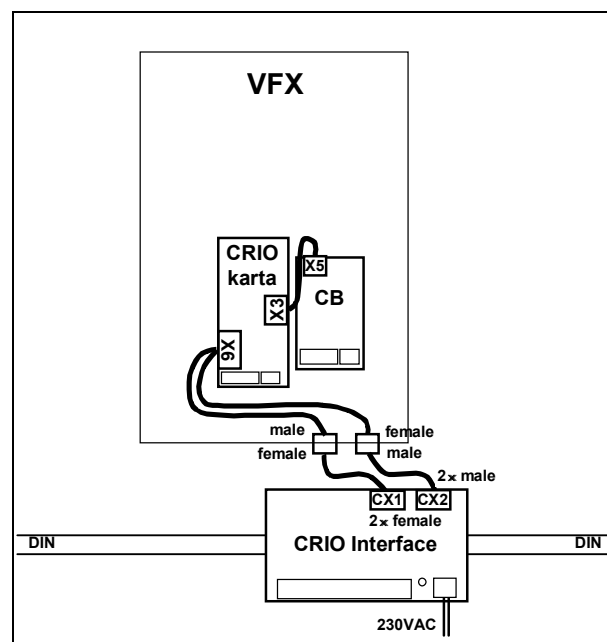 VFX
CRIO
karta
X5
CB
X3
X6
male
female
female
male
2x male
CX1
CX2
2x female
CRIO Interface
DIN
DIN
230VAC